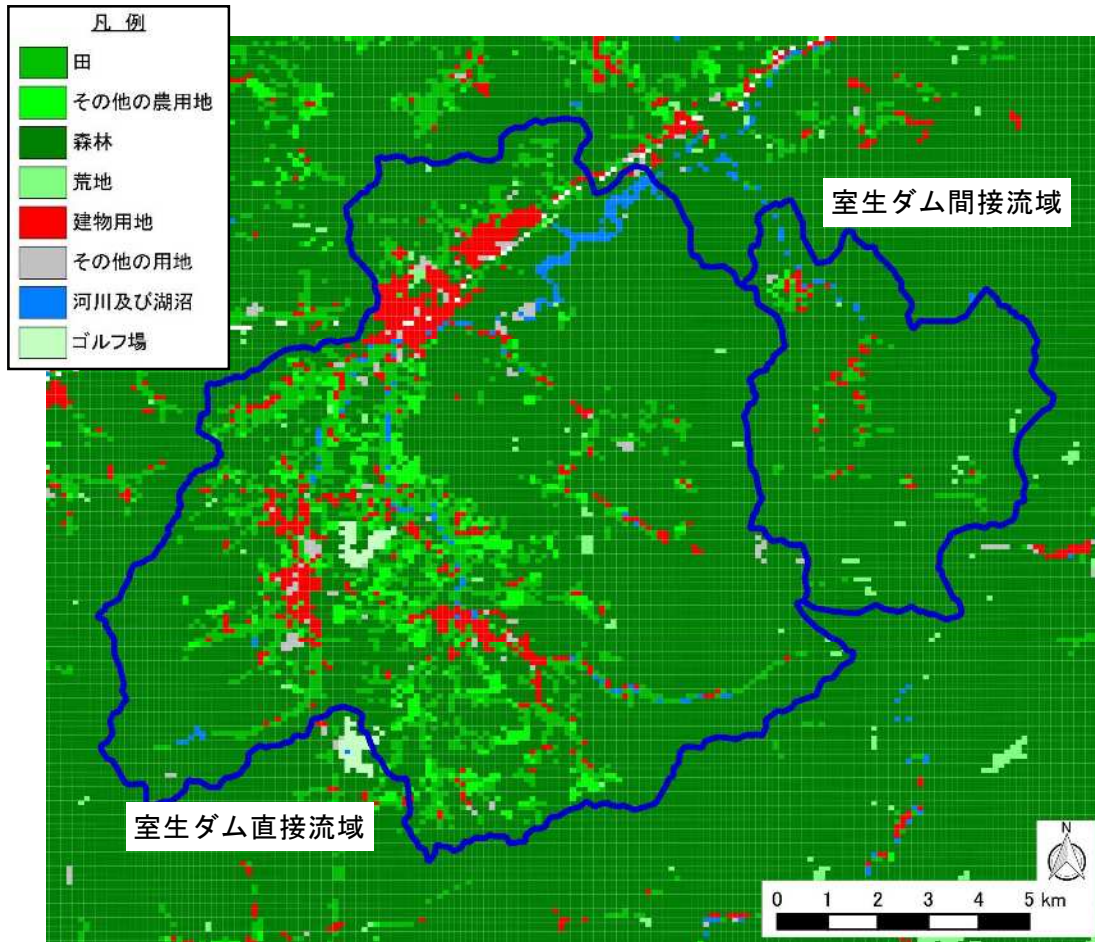 凡 例
田
その他の農用地
森林
荒地
建物用地
その他の用地
河川及び湖沼
ゴルフ場
室生ダム間接流域
室生ダム直接流域
N
0 1 2 3 4 5 km